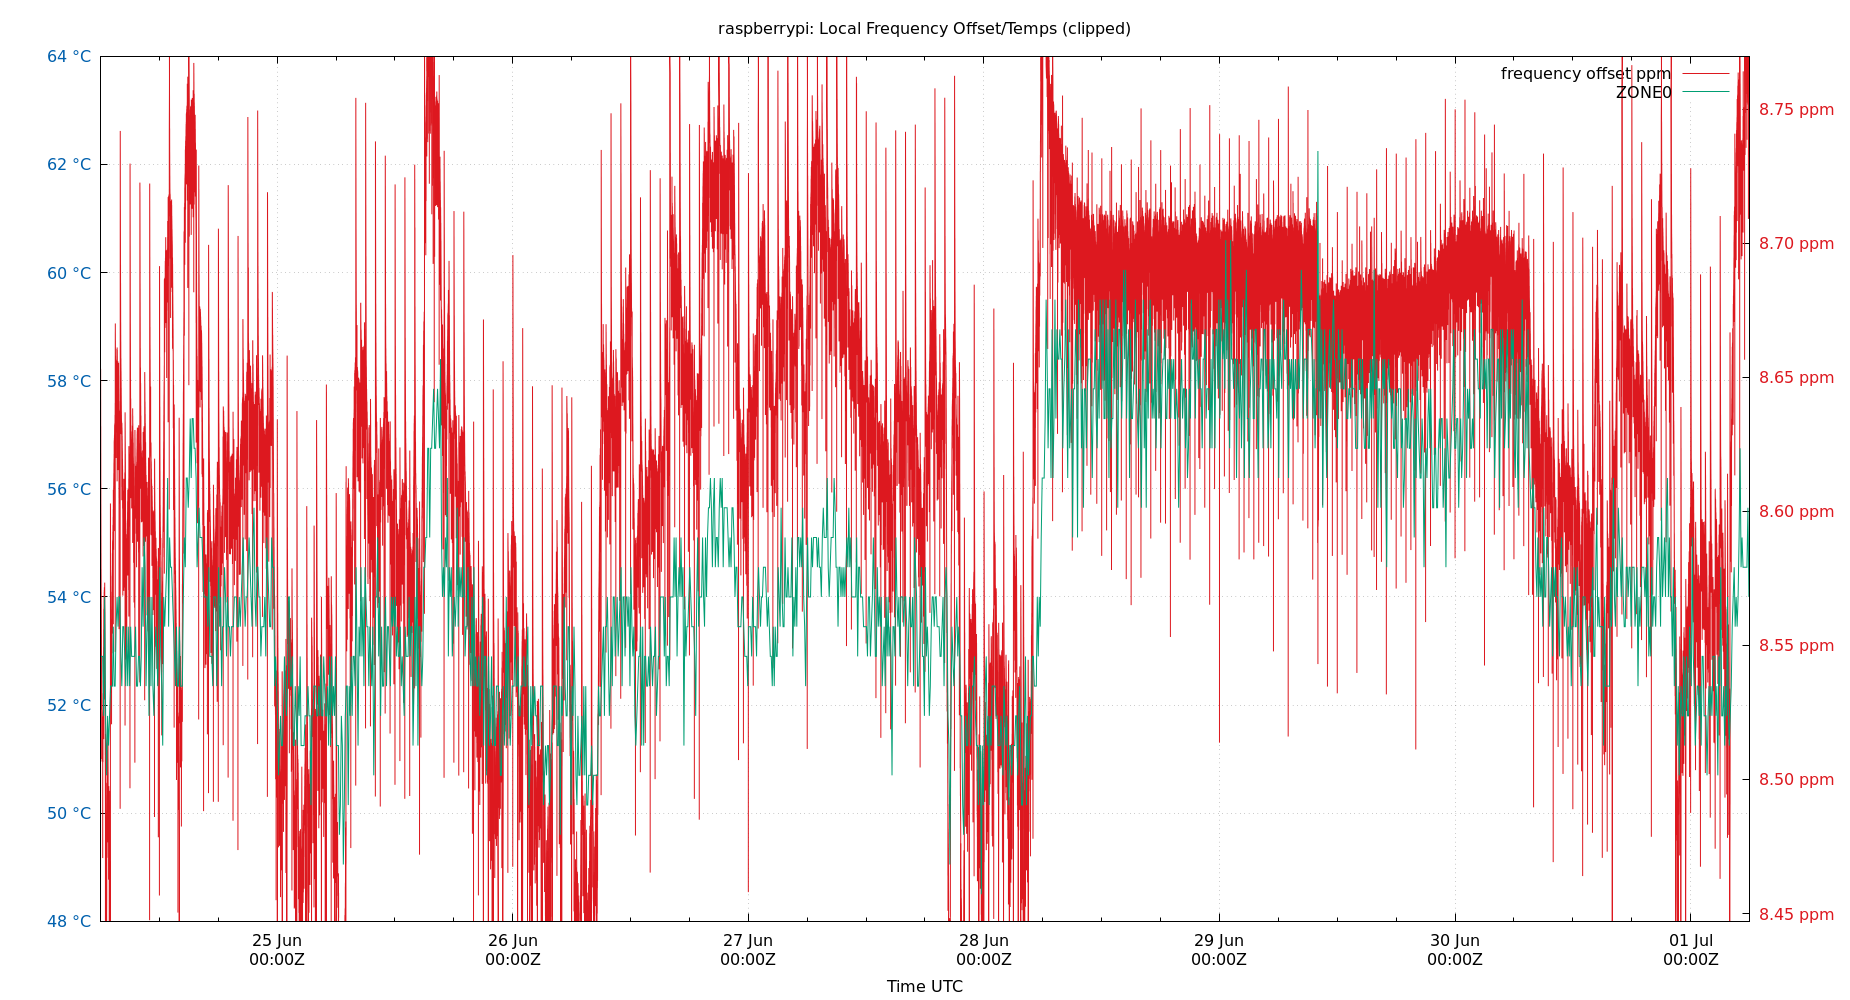 raspberrypi: Local Frequency Offset/Temps (clipped)
64 °C
62 °C
60 °C
58 °C
56 °C
54 °C
52 °C
50 °C
48 °C
frequency offset ppm
ZONE0
8.75 ppm
8.70 ppm
8.65 ppm
8.60 ppm
8.55 ppm
8.50 ppm
8.45 ppm
25 Jun
00:00Z
26 Jun
00:00Z
27 Jun
00:00Z
28 Jun
00:00Z
29 Jun
00:00Z
30 Jun
00:00Z
01 Jul
00:00Z
Time UTC